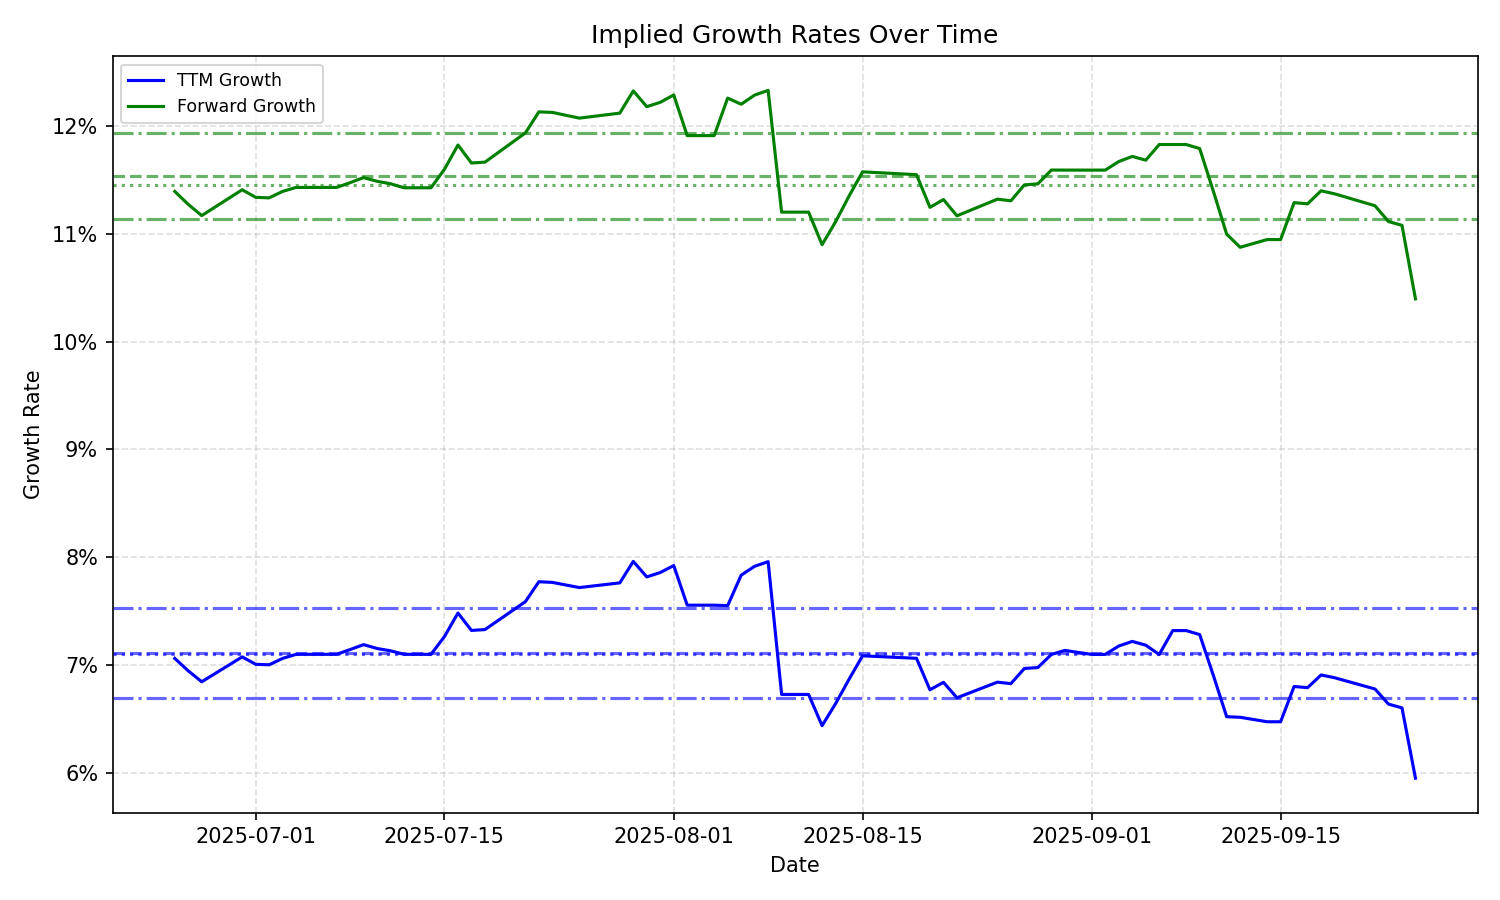 Implied Growth Rates Over Time
TTM Growth
Forward Growth
12%
11%
10%
9%
8%
7%
6%
Growth Rate
2025-07-01
2025-07-15
2025-08-01
2025-08-15
2025-09-01
2025-09-15
Date